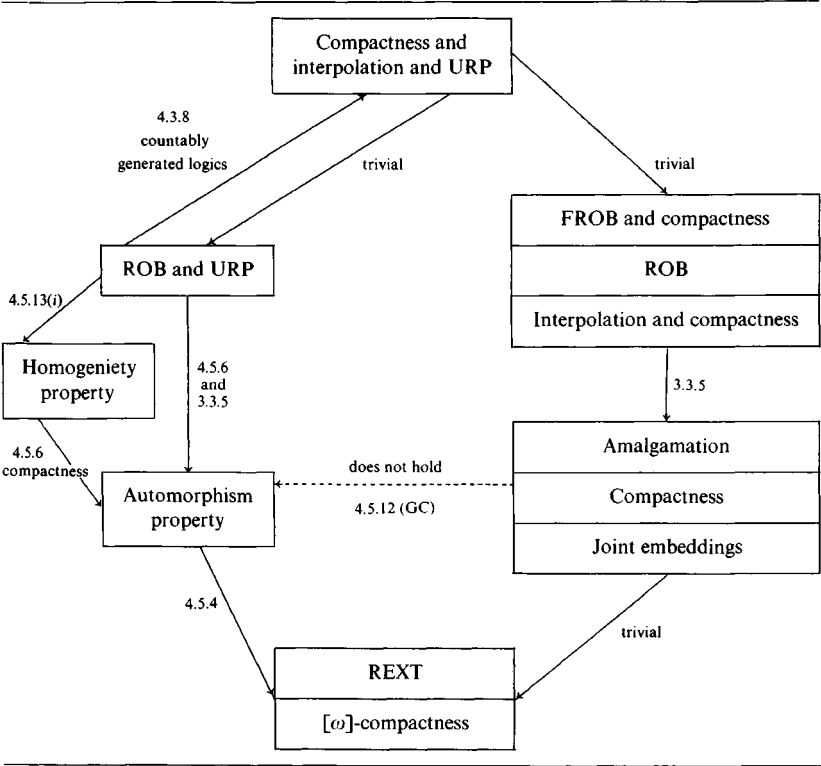 Compactness and
interpolation and URP
4.3.8
countably
generated logics
trivial
trivial
FROB and compactness
ROB
Interpolation and compactness
ROB and URP
4.5.13(i)
Homogeniety
property
4.5.6
and
3.3.5
3.3.5
4.5.6
compactness
Automorphism
property
does not hold
4.5.12 (GC)
Amalgamation
Compactness
Joint embeddings
4.5.4
trivial
REXT
[ω]-compactness